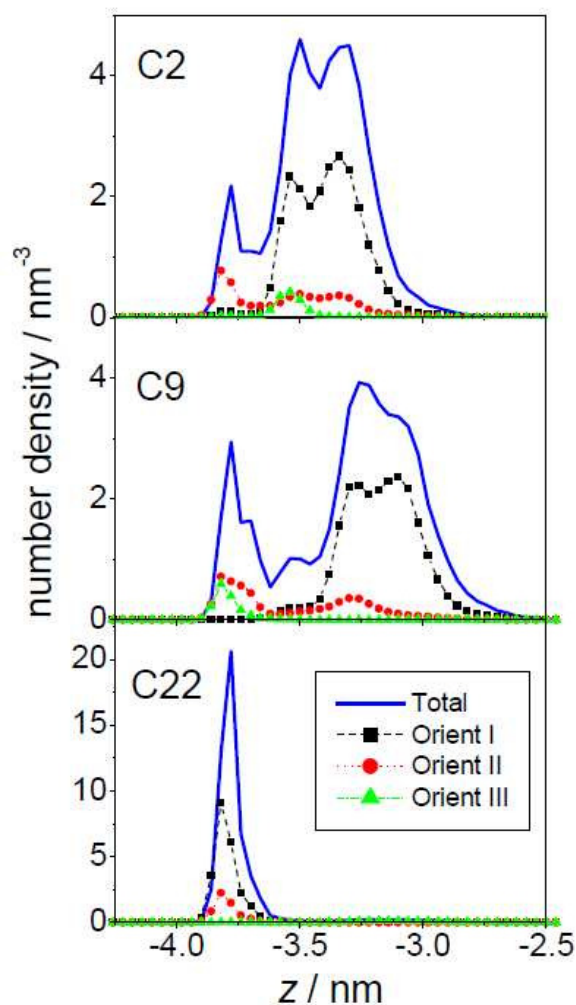 C2
4
2
0
C9
4
2
0
C22
20
15
10
5
0
Total
Orient I
Orient II
Orient III
-4.0 -3.5 -3.0 -2.5
z / nm
number density / nm⁻³